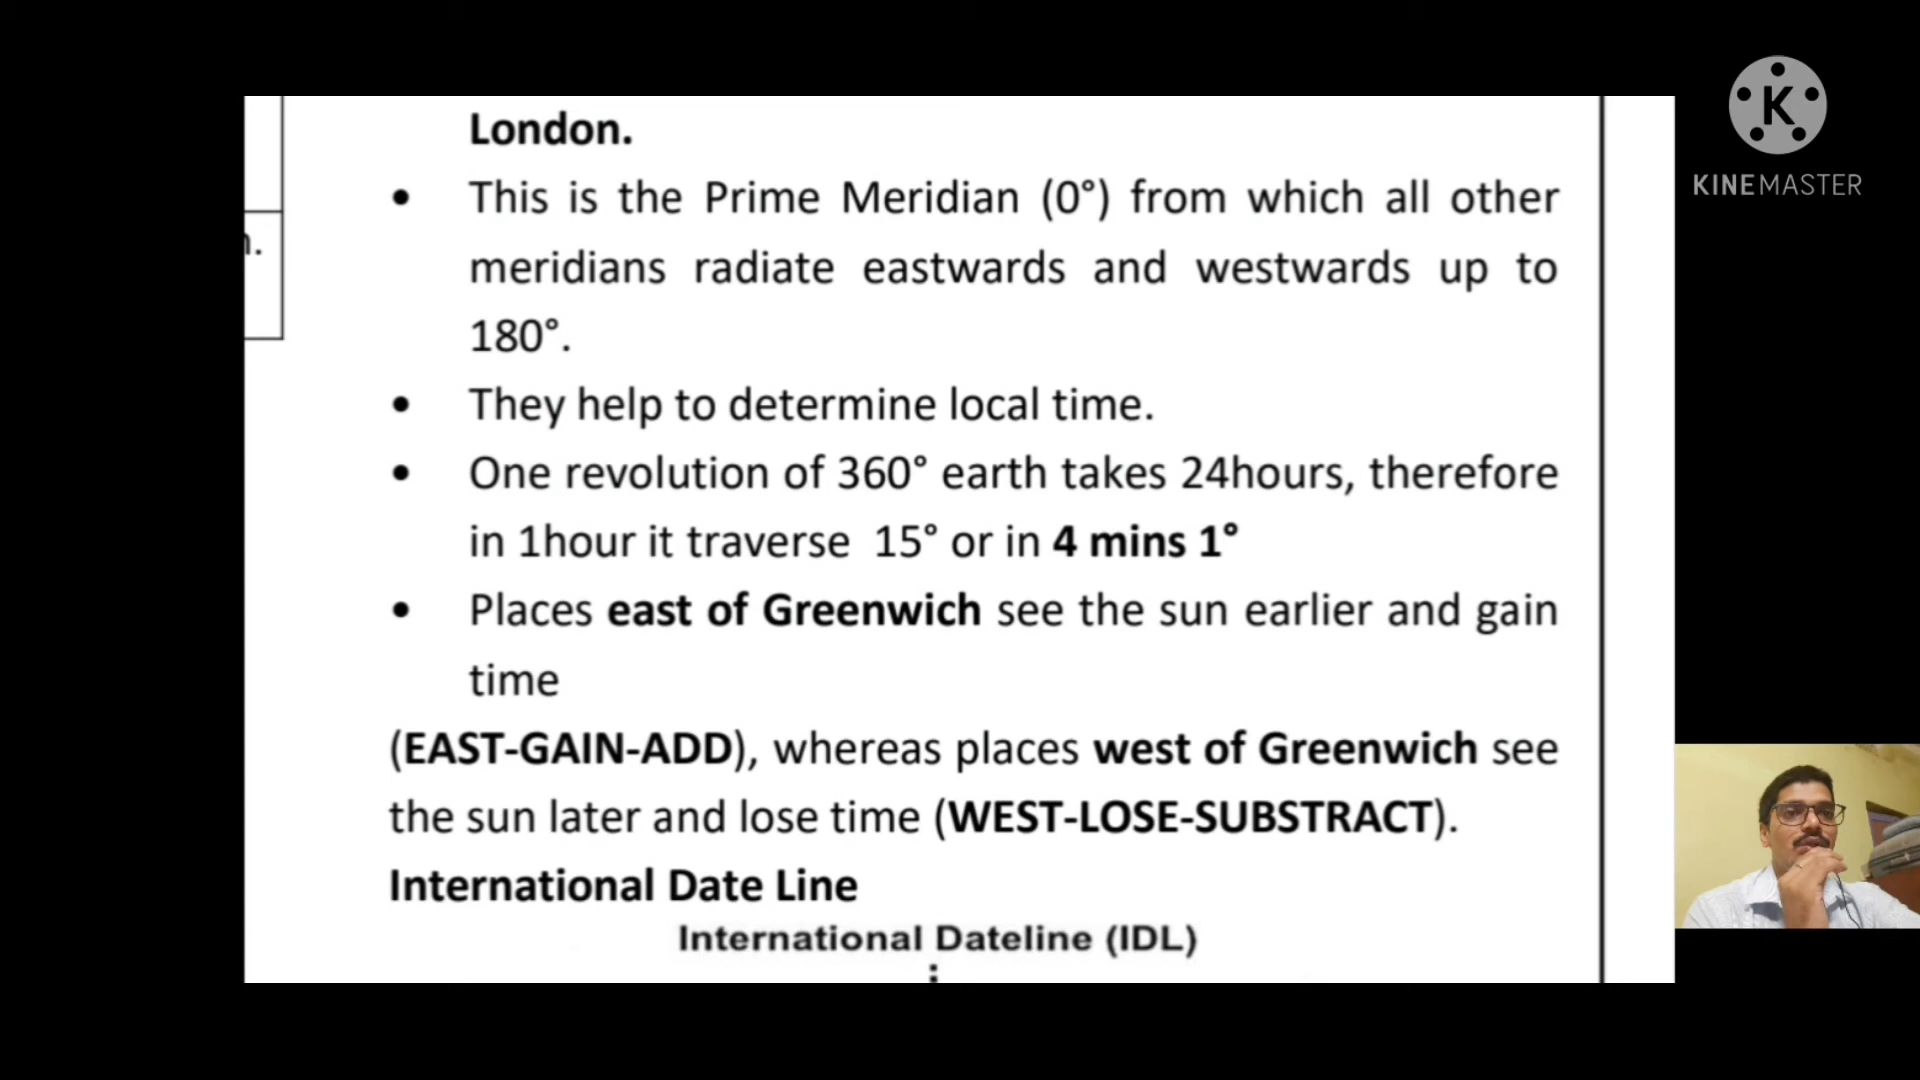 London.
• This is the Prime Meridian (0°) from which all other
meridians radiate eastwards and westwards up to
180°.
• They help to determine local time.
• One revolution of 360° earth takes 24hours, therefore
in 1hour it traverse 15° or in 4 mins 1°
• Places east of Greenwich see the sun earlier and gain
time
(EAST-GAIN-ADD), whereas places west of Greenwich see
the sun later and lose time (WEST-LOSE-SUBSTRACT).
International Date Line
International Dateline (IDL)
K
KINEMASTER